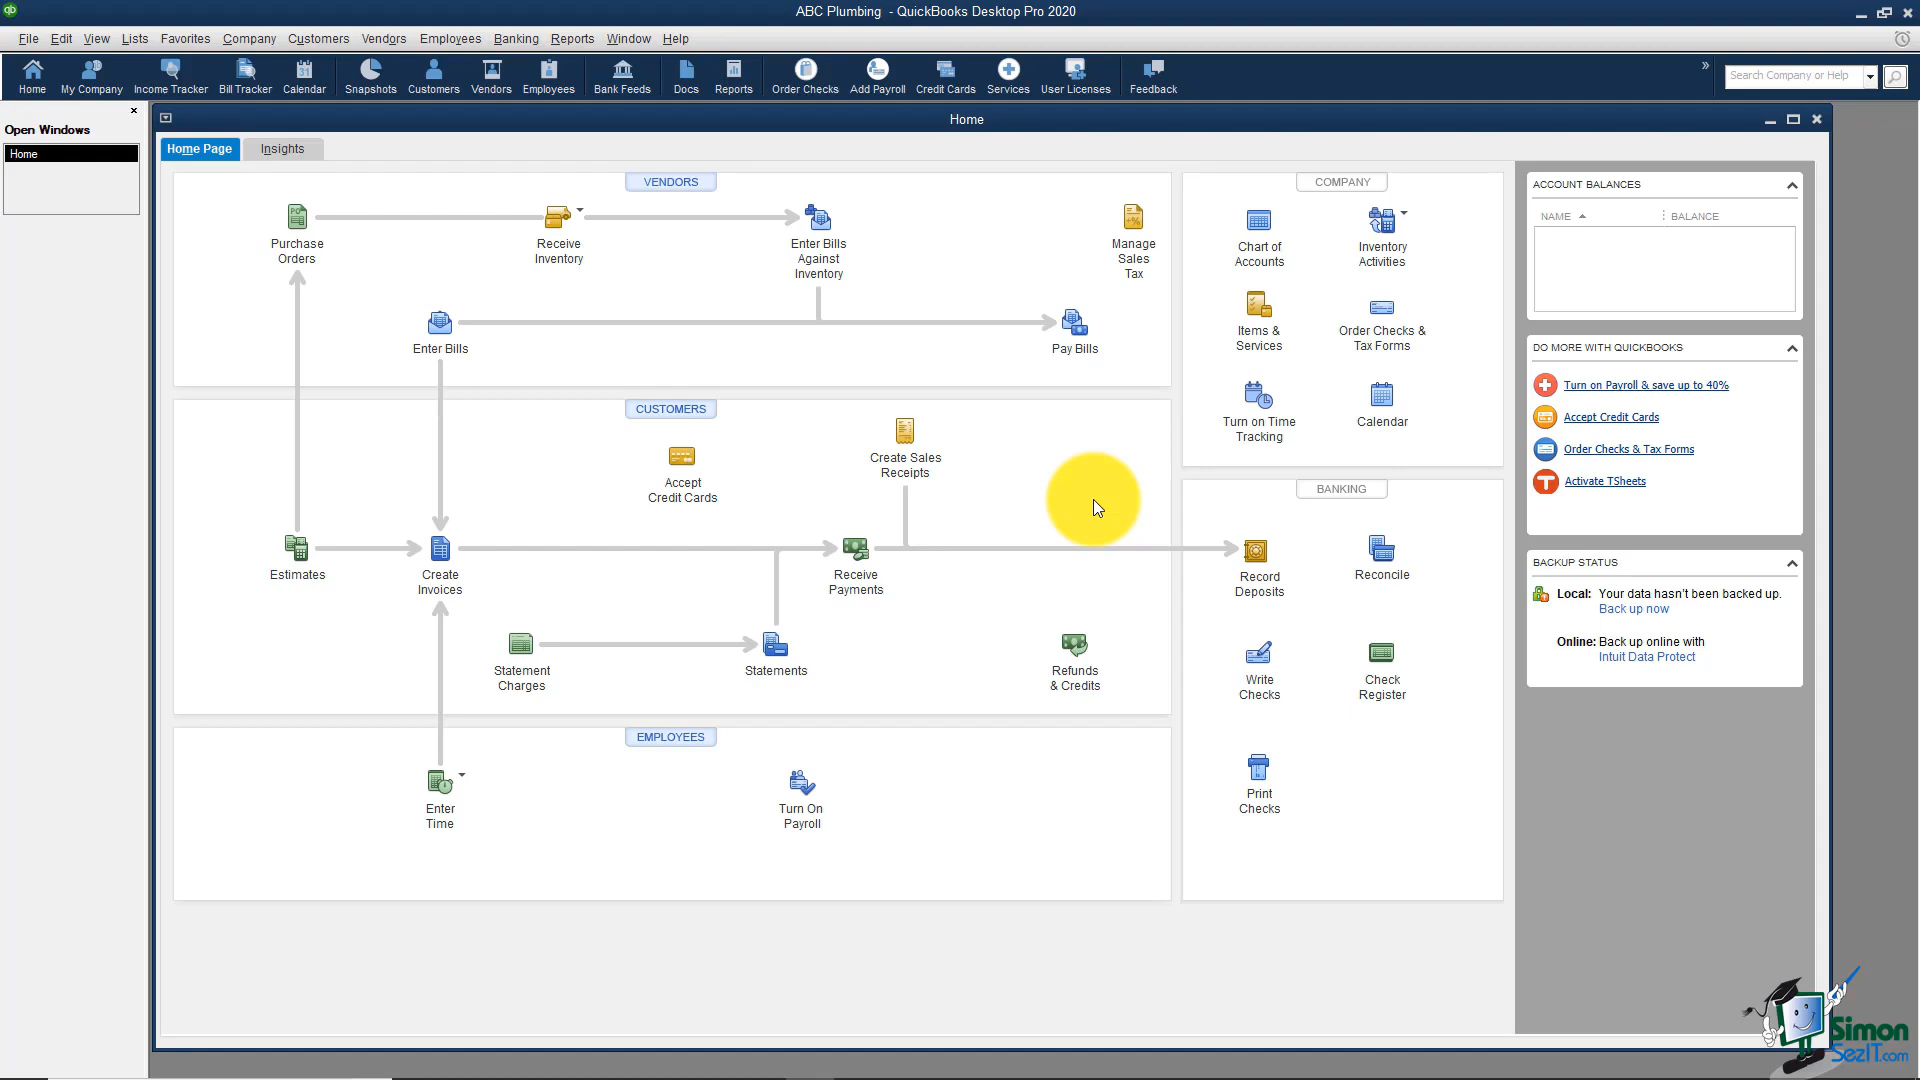 qb
ABC Plumbing - QuickBooks Desktop Pro 2020
File Edit View Lists Favorites Company Customers Vendors Employees Banking Reports Window Help
Home My Company Income Tracker Bill Tracker Calendar Snapshots Customers Vendors Employees Bank Feeds Docs Reports Order Checks Add Payroll Credit Cards Services User Licenses Feedback
Search Company or Help
Open Windows
Home
Home
Home Page Insights
VENDORS
Purchase
Orders
Receive
Inventory
Enter Bills
Against
Inventory
Manage
Sales
Tax
Enter Bills
Pay Bills
CUSTOMERS
Accept
Credit Cards
Create Sales
Receipts
Estimates
Create
Invoices
Receive
Payments
Statement
Charges
Statements
Refunds
& Credits
EMPLOYEES
Enter
Time
Turn On
Payroll
COMPANY
Chart of
Accounts
Inventory
Activities
Items &
Services
Order Checks &
Tax Forms
Turn on Time
Tracking
Calendar
BANKING
Record
Deposits
Reconcile
Write
Checks
Check
Register
Print
Checks
ACCOUNT BALANCES
NAME BALANCE
DO MORE WITH QUICKBOOKS
Turn on Payroll & save up to 40%
Accept Credit Cards
Order Checks & Tax Forms
Activate TSheets
BACKUP STATUS
Local: Your data hasn't been backed up.
Back up now
Online: Back up online with
Intuit Data Protect
Simon
SezIT.com